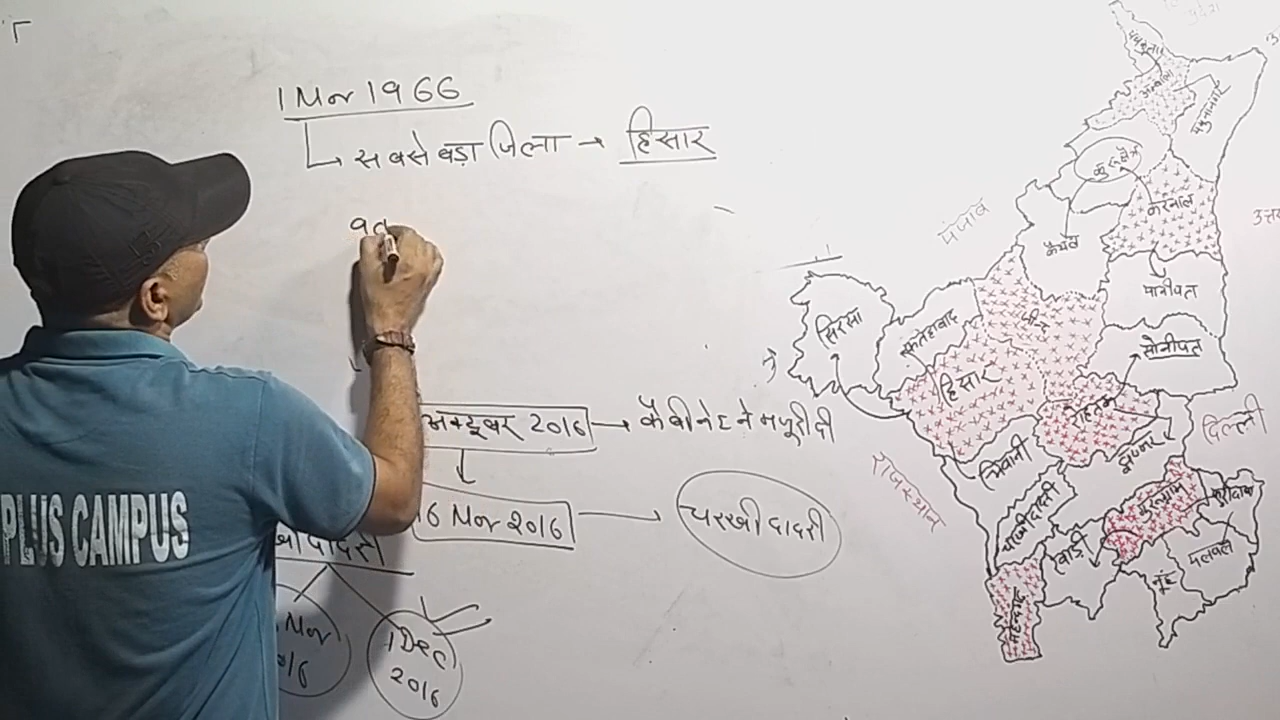 1 Nov 1966
सबसे बड़ा जिला → हिसार
व
अक्टूबर 2016 → कैबीनेट ने मंजूरी दी
16 Nov 2016 → चरखी दादरी
Nov
2016
1 Dec
2016
PLUS CAMPUS
पंचकुला
अम्बाला
यमुनानगर
कुरुक्षेत्र
करनाल
कैथल
पंजाब
पानीपत
सोनीपत
जीन्द
सिरसा
फतेहाबाद
हिसार
रोहतक
झज्जर
दिल्ली
भिवानी
राजस्थान
चरखी दादरी
गुरुग्राम
फरीदाबाद
रेवाड़ी
पलवल
नूंह
महेन्द्रगढ़